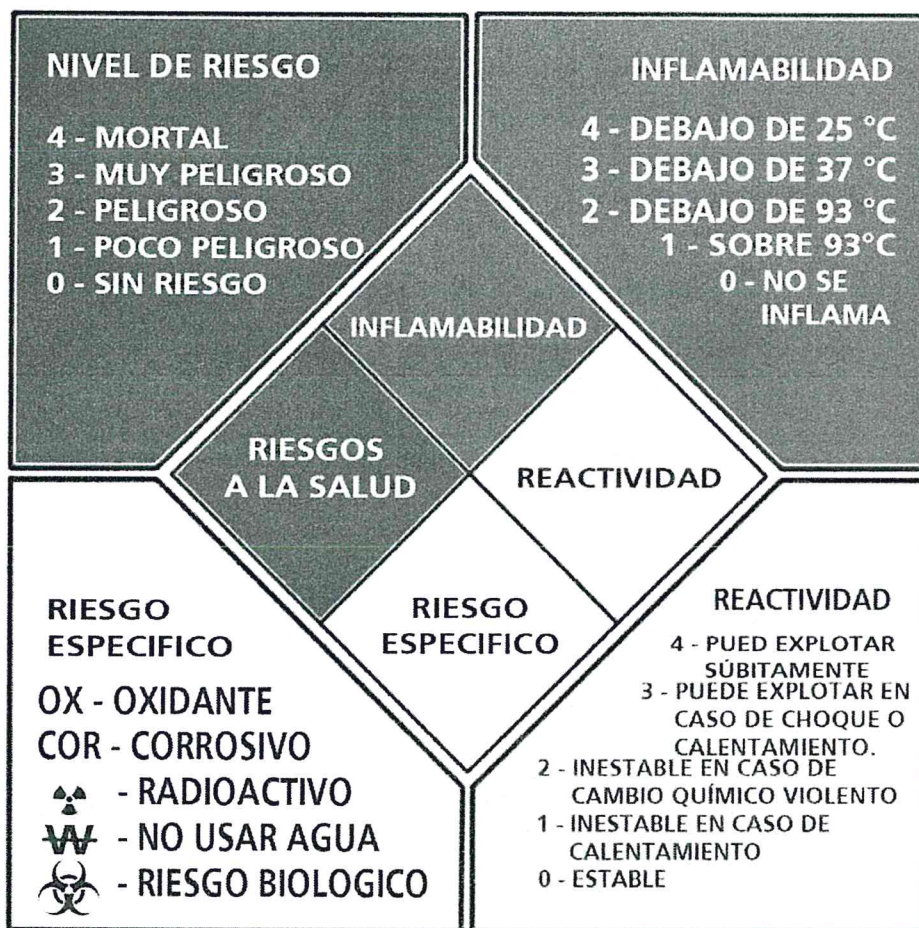 NIVEL DE RIESGO
4 - MORTAL
3 - MUY PELIGROSO
2 - PELIGROSO
1 - POCO PELIGROSO
0 - SIN RIESGO
INFLAMABILIDAD
4 - DEBAJO DE 25 °C
3 - DEBAJO DE 37 °C
2 - DEBAJO DE 93 °C
1 - SOBRE 93°C
0 - NO SE
INFLAMA
INFLAMABILIDAD
RIESGOS
A LA SALUD
REACTIVIDAD
RIESGO
ESPECIFICO
RIESGO
ESPECIFICO
OX - OXIDANTE
COR - CORROSIVO
- RADIOACTIVO
W - NO USAR AGUA
- RIESGO BIOLOGICO
REACTIVIDAD
4 - PUED EXPLOTAR
SÚBITAMENTE
3 - PUEDE EXPLOTAR EN
CASO DE CHOQUE O
CALENTAMIENTO.
2 - INESTABLE EN CASO DE
CAMBIO QUÍMICO VIOLENTO
1 - INESTABLE EN CASO DE
CALENTAMIENTO
0 - ESTABLE